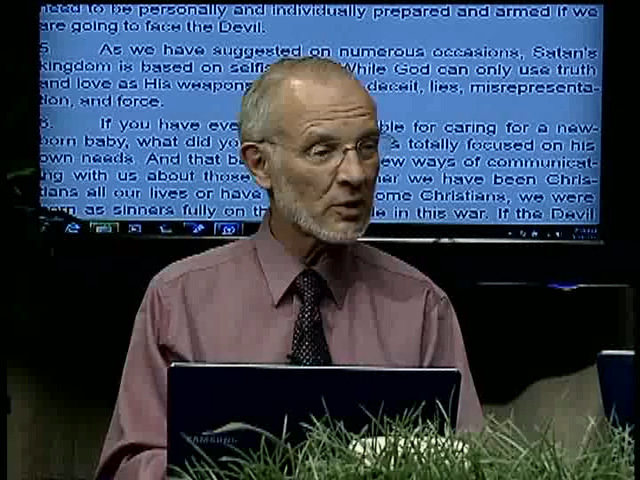 need to be personally and individually prepared and armed if we
are going to face the Devil.
5. As we have suggested on numerous occasions, Satan's
kingdom is based on selfis While God can only use truth
and love as His weapons deceit, lies, misrepresenta-
tion, and force.
6. If you have eve ble for caring for a new-
born baby, what did yo s totally focused on his
own needs. And that b ew ways of communicat-
ing with us about those er we have been Chris-
tians all our lives or have ome Christians, we were
born as sinners fully on th e in this war. If the Devil
SAMSUNG